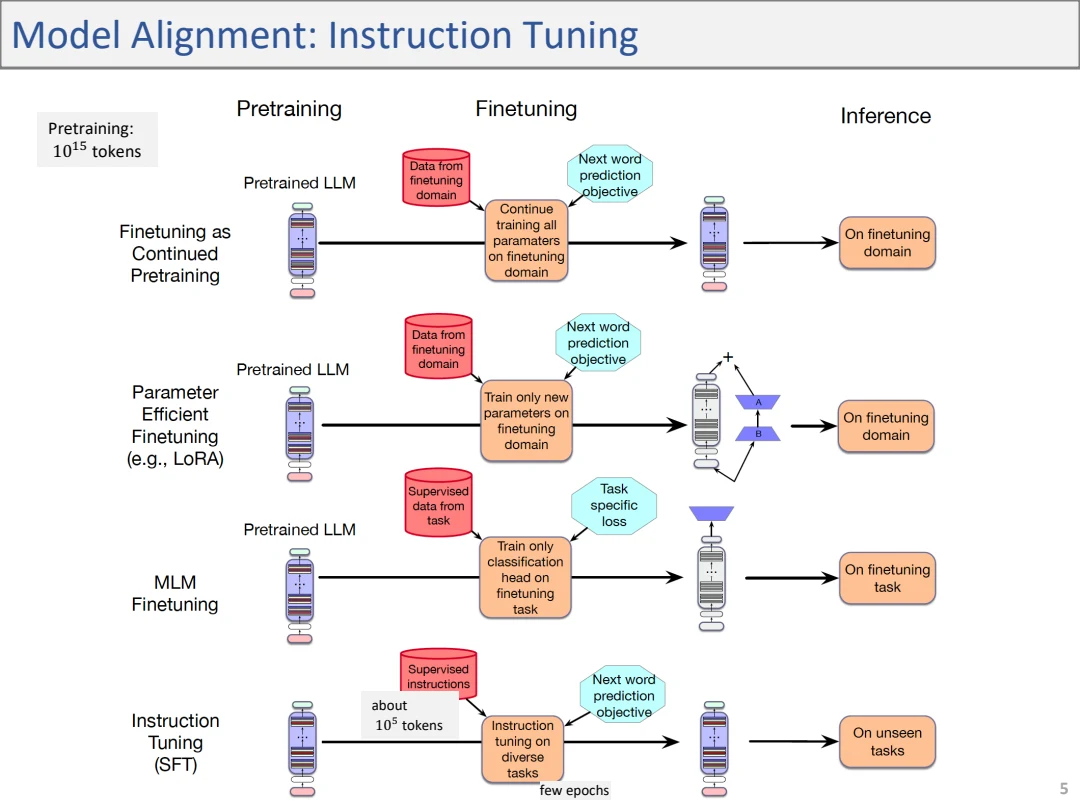 Model Alignment: Instruction Tuning
Pretraining
Finetuning
Inference
Pretraining:
10¹⁵ tokens
Finetuning as
Continued
Pretraining
Pretrained LLM
Data from
finetuning
domain
Next word
prediction
objective
Continue
training all
paramaters
on finetuning
domain
On finetuning
domain
Parameter
Efficient
Finetuning
(e.g., LoRA)
Pretrained LLM
Data from
finetuning
domain
Next word
prediction
objective
Train only new
parameters on
finetuning
domain
+
A
B
On finetuning
domain
MLM
Finetuning
Pretrained LLM
Supervised
data from
task
Task
specific
loss
Train only
classification
head on
finetuning
task
On finetuning
task
Instruction
Tuning
(SFT)
Supervised
instructions
about
10⁵ tokens
Next word
prediction
objective
Instruction
tuning on
diverse
tasks
few epochs
On unseen
tasks
5